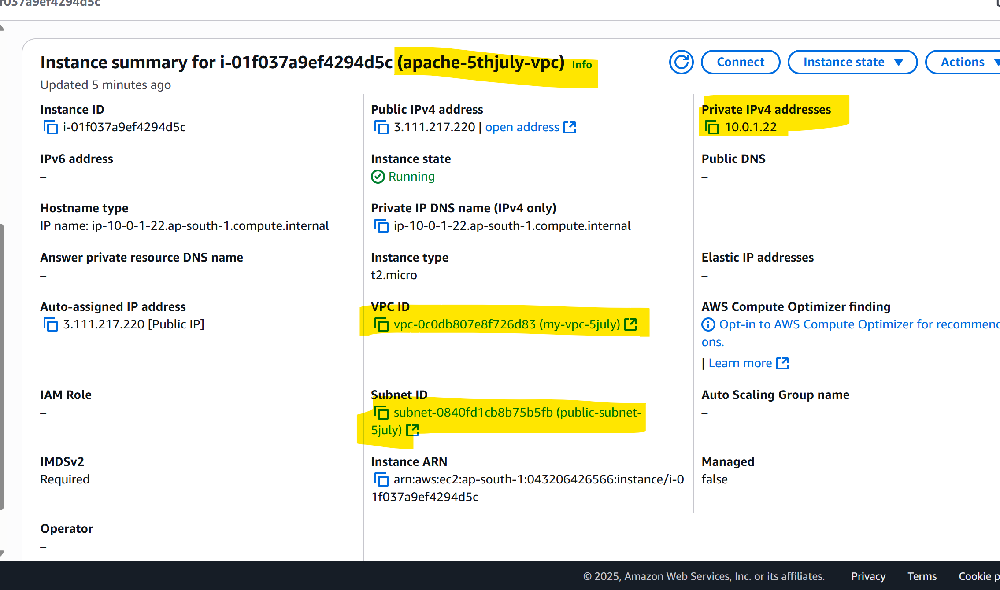 f037a9ef4294d5c
Instance summary for i-01f037a9ef4294d5c (apache-5thjuly-vpc) Info
Connect
Instance state
Actions
Updated 5 minutes ago
Instance ID
i-01f037a9ef4294d5c
Public IPv4 address
3.111.217.220 | open address
Private IPv4 addresses
10.0.1.22
IPv6 address
–
Instance state
Running
Public DNS
–
Hostname type
IP name: ip-10-0-1-22.ap-south-1.compute.internal
Private IP DNS name (IPv4 only)
ip-10-0-1-22.ap-south-1.compute.internal
Answer private resource DNS name
–
Instance type
t2.micro
Elastic IP addresses
–
Auto-assigned IP address
3.111.217.220 [Public IP]
VPC ID
vpc-0c0db807e8f726d83 (my-vpc-5july)
AWS Compute Optimizer finding
Opt-in to AWS Compute Optimizer for recommend
ons.
| Learn more
IAM Role
–
Subnet ID
subnet-0840fd1cb8b75b5fb (public-subnet-
5july)
Auto Scaling Group name
–
IMDSv2
Required
Instance ARN
arn:aws:ec2:ap-south-1:043206426566:instance/i-0
1f037a9ef4294d5c
Managed
false
Operator
–
© 2025, Amazon Web Services, Inc. or its affiliates.
Privacy
Terms
Cookie p